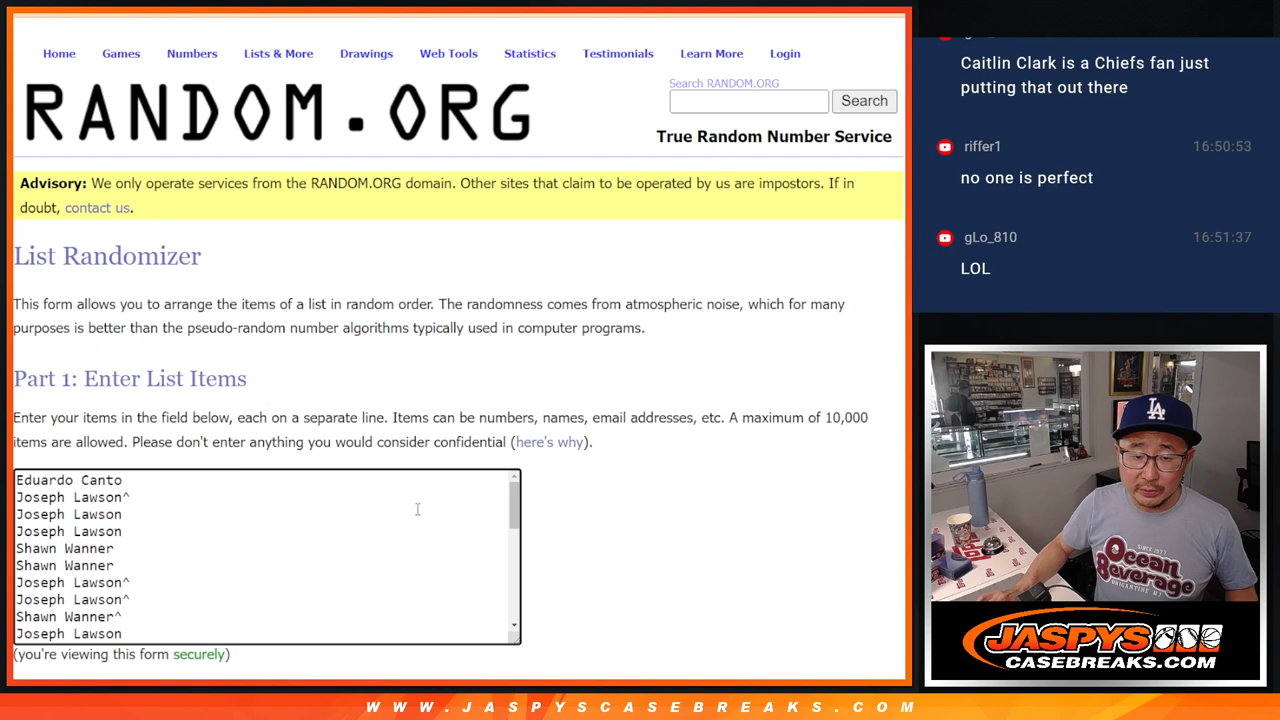 Home Games Numbers Lists & More Drawings Web Tools Statistics Testimonials Learn More Login
RANDOM.ORG
Search RANDOM.ORG
Search
True Random Number Service
Advisory: We only operate services from the RANDOM.ORG domain. Other sites that claim to be operated by us are impostors. If in
doubt, contact us.
List Randomizer
This form allows you to arrange the items of a list in random order. The randomness comes from atmospheric noise, which for many
purposes is better than the pseudo-random number algorithms typically used in computer programs.
Part 1: Enter List Items
Enter your items in the field below, each on a separate line. Items can be numbers, names, email addresses, etc. A maximum of 10,000
items are allowed. Please don't enter anything you would consider confidential (here's why).
Eduardo Canto
Joseph Lawson^
Joseph Lawson
Joseph Lawson
Shawn Wanner
Shawn Wanner
Joseph Lawson^
Joseph Lawson^
Shawn Wanner^
Joseph Lawson
(you're viewing this form securely)
Caitlin Clark is a Chiefs fan just
putting that out there
riffer1 16:50:53
no one is perfect
gLo_810 16:51:37
LOL
LA
SINCE 1977
Ocean
Beverage
BRIGANTINE NJ
JASPYS
CASEBREAKS.COM
WWW.JASPYSCASEBREAKS.COM